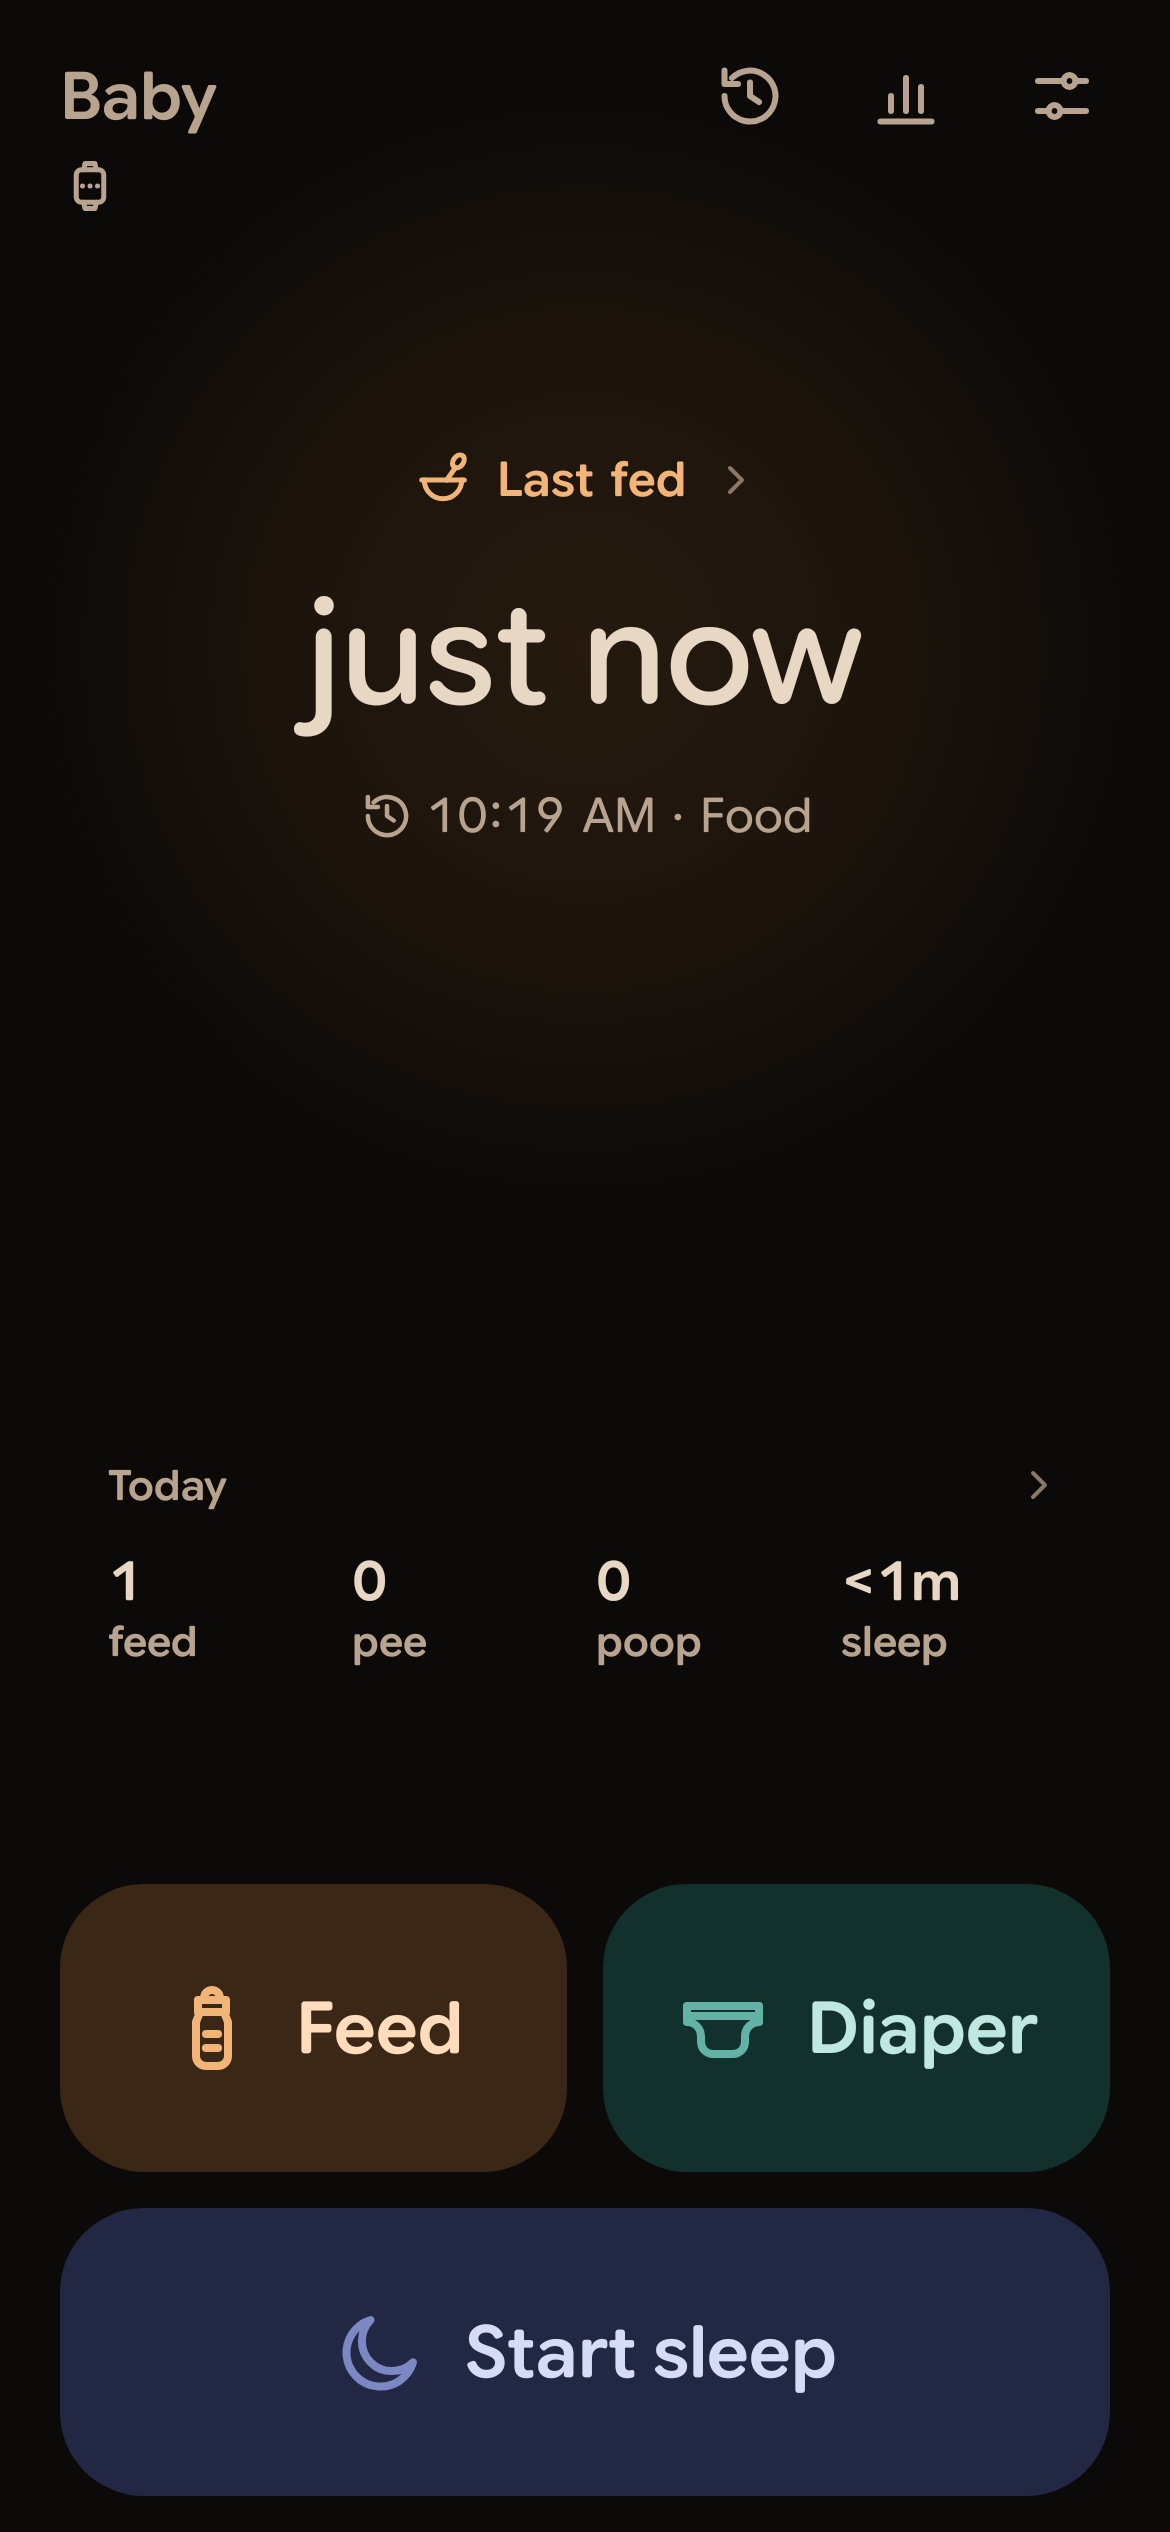 Baby
Last fed
just now
10:19 AM · Food
Today
1 0 0 <1m
feed pee poop sleep
Feed Diaper
Start sleep